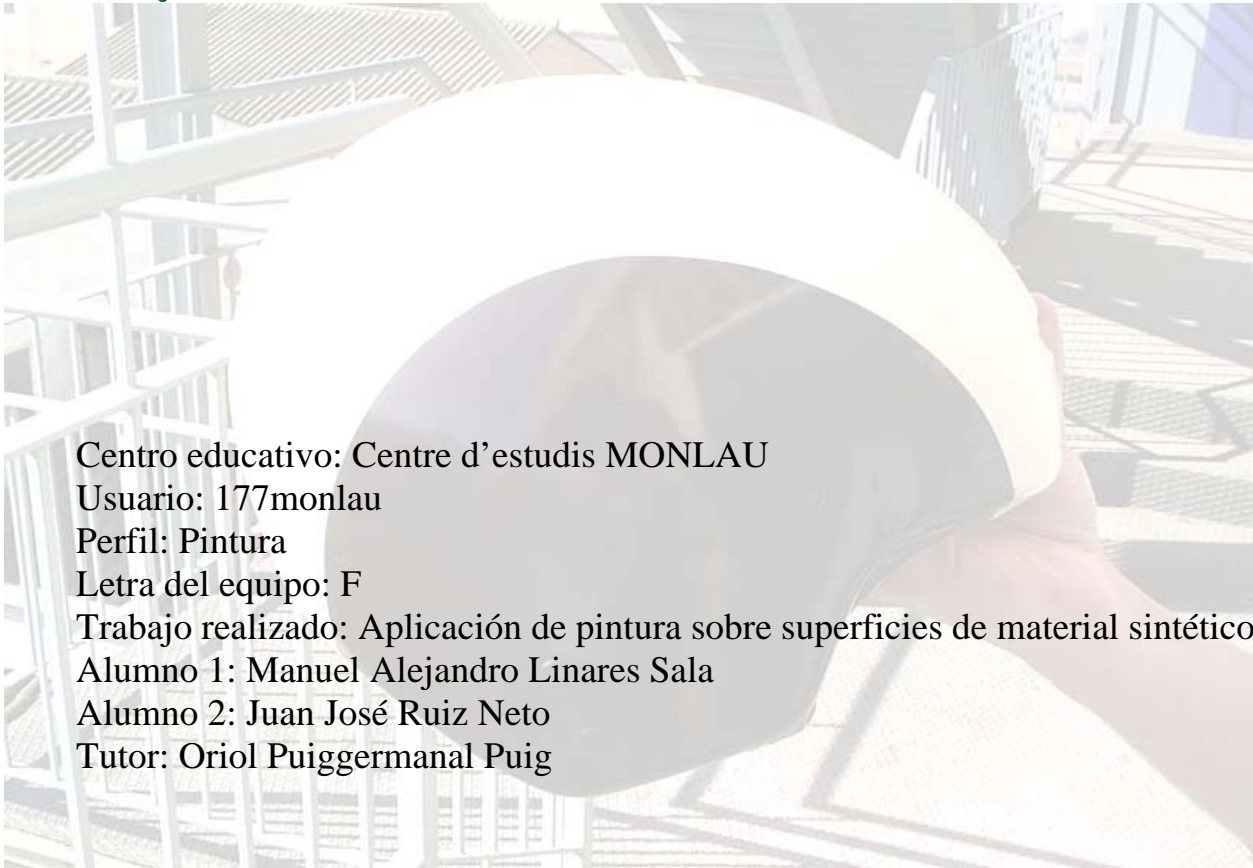 Centro educativo: Centre d’estudis MONLAU
Usuario: 177monlau
Perfil: Pintura
Letra del equipo: F
Trabajo realizado: Aplicación de pintura sobre superficies de material sintético
Alumno 1: Manuel Alejandro Linares Sala
Alumno 2: Juan José Ruiz Neto
Tutor: Oriol Puiggermanal Puig